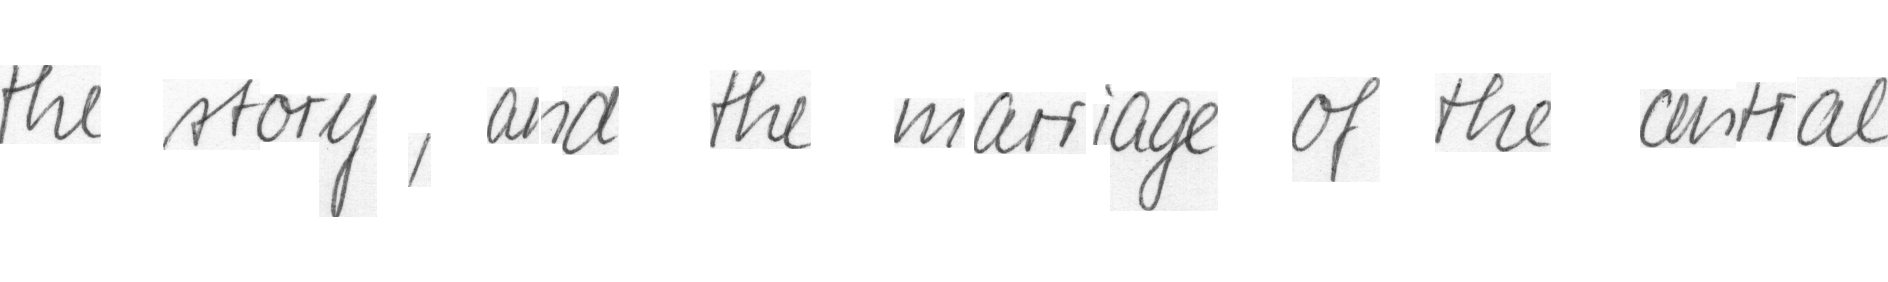 the story, and the marriage of the central